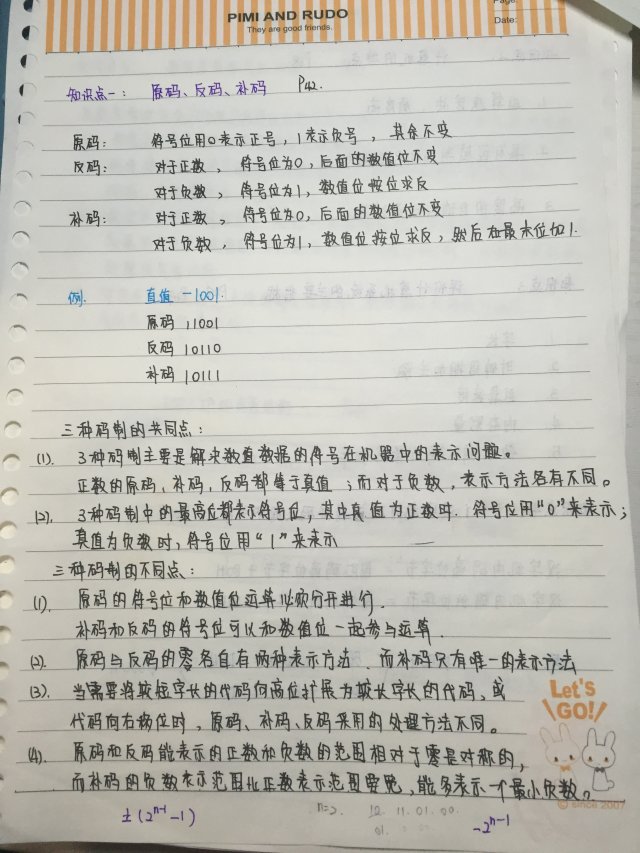 PIMI AND RUDO
They are good friends.
Page:
Date:
知识点一: 原码、反码、补码 P42.
原码: 符号位用0表示正号,1表示负号,其余不变
反码: 对于正数,符号位为0,后面的数值位不变
对于负数,符号位为1,数值位按位求反
补码: 对于正数,符号位为0,后面的数值位不变
对于负数,符号位为1,数值位按位求反,然后在最末位加1.
例. 真值 -1001.
原码 11001
反码 10110
补码 10111
三种码制的共同点:
(1). 3种码制主要是解决数值数据的符号在机器中的表示问题。
正数的原码、补码、反码都等于真值;而对于负数,表示方法各有不同。
(2). 3种码制中的最高位都表示符号位,其中真值为正数时.符号位用“0”来表示;
真值为负数时,符号位用“1”来表示
三种码制的不同点:
(1). 原码的符号位和数值位运算必须分开进行.
补码和反码的符号位可以和数值位一起参与运算.
(2). 原码与反码的零各自有两种表示方法.而补码只有唯一的表示方法
(3). 当需要将较短字长的代码向高位扩展为较长字长的代码、或
代码向右移位时,原码、补码、反码采用的处理方法不同。
(4). 原码和反码能表示的正数和负数的范围相对于零是对称的,
而补码的负数表示范围比正数表示范围要宽,能多表示一个最小负数。
Let's GO!
© since 2007
±(2ⁿ⁻¹-1) n=2. 10. 11. 01. 00. -2ⁿ⁻¹
01.